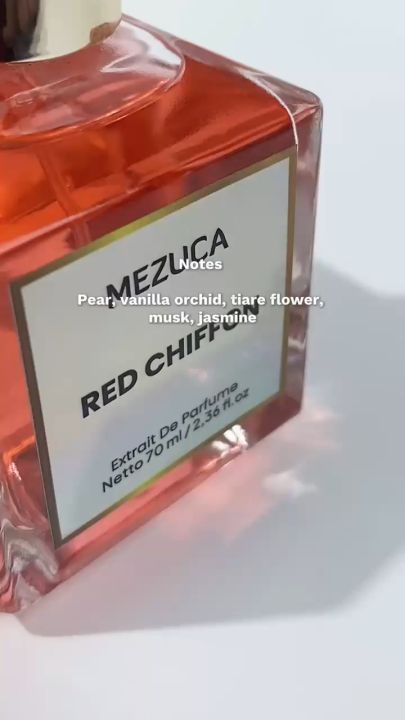 Notes
Pear, vanilla orchid, tiare flower,
musk, jasmine
MEZUCA
RED CHIFFON
Extrait De Parfume
Netto 70 ml / 2,36 fl.oz